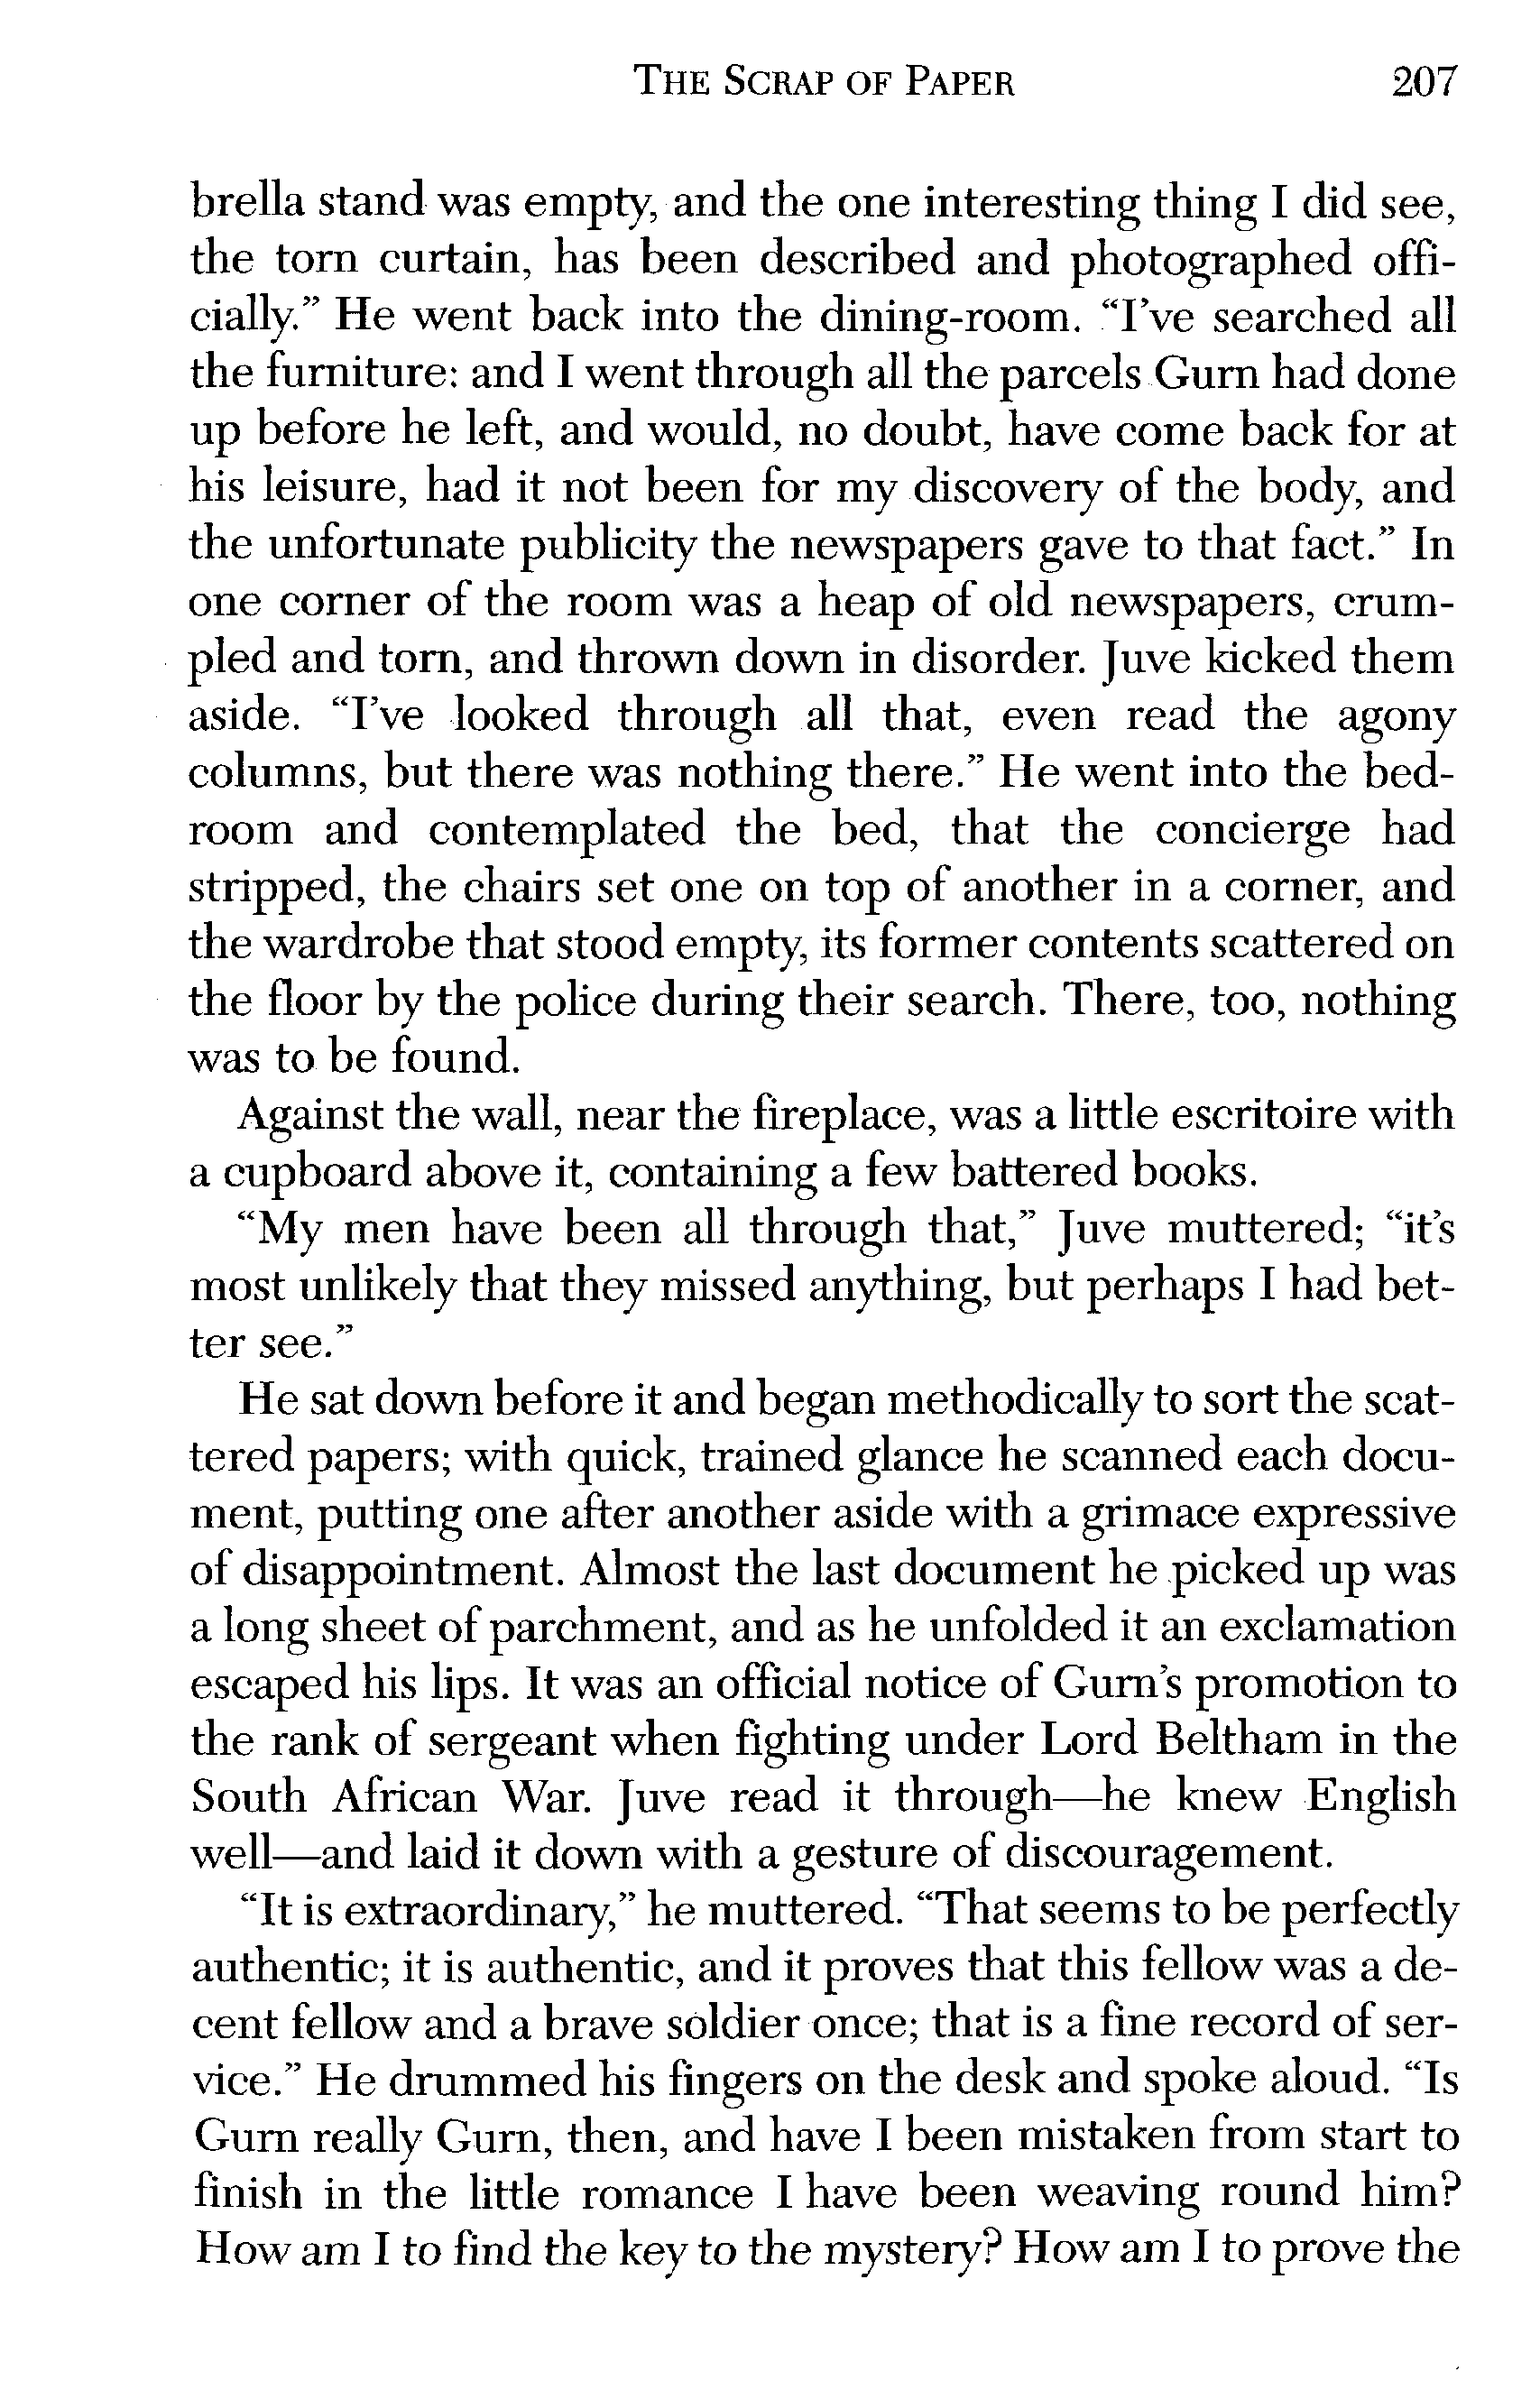 THE SCRAP OF PAPER 207
brella stand was empty, and the one interesting thing I did see,
the torn curtain, has been described and photographed offi-
cially.” He went back into the dining-room. “I’ve searched all
the furniture: and I went through all the parcels Gurn had done
up before he left, and would, no doubt, have come back for at
his leisure, had it not been for my discovery of the body, and
the unfortunate publicity the newspapers gave to that fact.” In
one corner of the room was a heap of old newspapers, crum-
pled and torn, and thrown down in disorder. Juve kicked them
aside. “I’ve looked through all that, even read the agony
columns, but there was nothing there.” He went into the bed-
room and contemplated the bed, that the concierge had
stripped, the chairs set one on top of another in a corner, and
the wardrobe that stood empty, its former contents scattered on
the floor by the police during their search. There, too, nothing
was to be found.
Against the wall, near the fireplace, was a little escritoire with
a cupboard above it, containing a few battered books.
“My men have been all through that,” Juve muttered; “it’s
most unlikely that they missed anything, but perhaps I had bet-
ter see.”
He sat down before it and began methodically to sort the scat-
tered papers; with quick, trained glance he scanned each docu-
ment, putting one after another aside with a grimace expressive
of disappointment. Almost the last document he picked up was
a long sheet of parchment, and as he unfolded it an exclamation
escaped his lips. It was an official notice of Gurn’s promotion to
the rank of sergeant when fighting under Lord Beltham in the
South African War. Juve read it through—he knew English
well—and laid it down with a gesture of discouragement.
“It is extraordinary,” he muttered. “That seems to be perfectly
authentic; it is authentic, and it proves that this fellow was a de-
cent fellow and a brave soldier once; that is a fine record of ser-
vice.” He drummed his fingers on the desk and spoke aloud. “Is
Gurn really Gurn, then, and have I been mistaken from start to
finish in the little romance I have been weaving round him?
How am I to find the key to the mystery? How am I to prove the